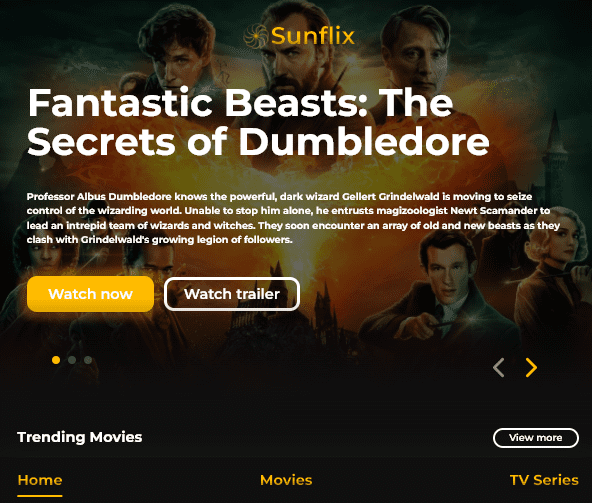 Sunflix
Fantastic Beasts: The
Secrets of Dumbledore
Professor Albus Dumbledore knows the powerful, dark wizard Gellert Grindelwald is moving to seize
control of the wizarding world. Unable to stop him alone, he entrusts magizoologist Newt Scamander to
lead an intrepid team of wizards and witches. They soon encounter an array of old and new beasts as they
clash with Grindelwald's growing legion of followers.
Watch now
Watch trailer
Trending Movies
View more
Home
Movies
TV Series